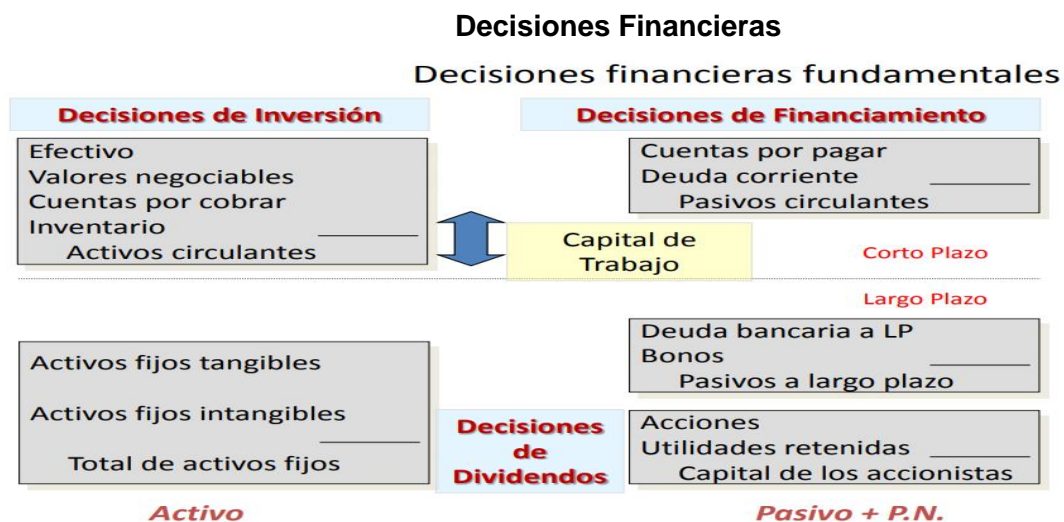 Decisiones Financieras
Decisiones financieras fundamentales
Decisiones de Inversión
Efectivo
Valores negociables
Cuentas por cobrar
Inventario
Activos circulantes
Decisiones de Financiamiento
Cuentas por pagar
Deuda corriente
Pasivos circulantes
Capital de
Trabajo
Corto Plazo
Largo Plazo
Activos fijos tangibles
Activos fijos intangibles
Total de activos fijos
Decisiones
de
Dividendos
Deuda bancaria a LP
Bonos
Pasivos a largo plazo
Acciones
Utilidades retenidas
Capital de los accionistas
Activo
Pasivo + P.N.